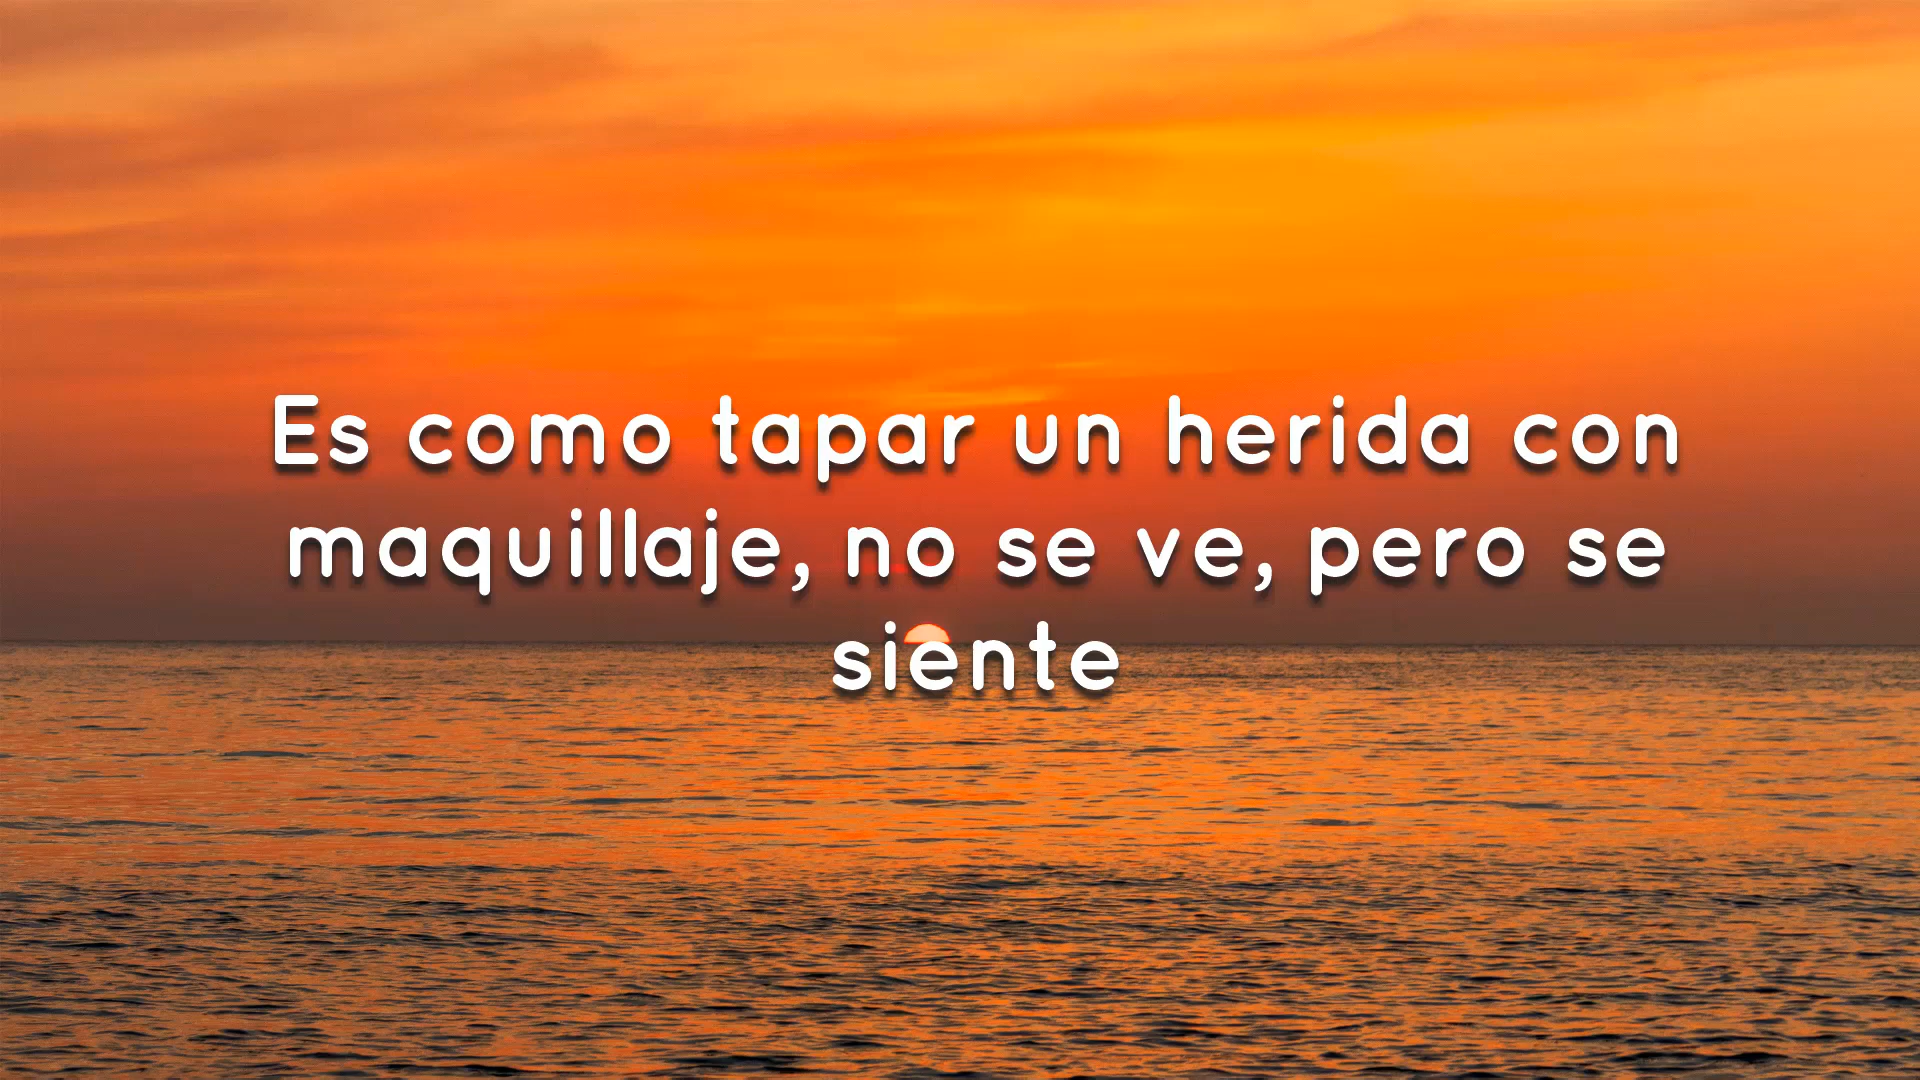 Es como tapar un herida con
maquillaje, no se ve, pero se
siente